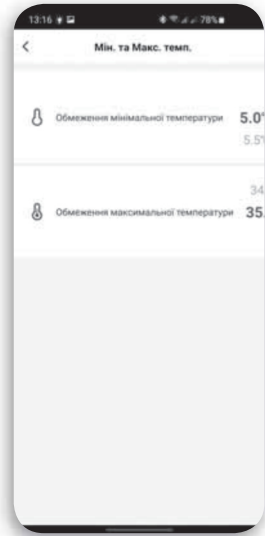 13:16 78%
Мін. та Макс. темп.
Обмеження мінімальної температури 5.0°
5.5°
34
Обмеження максимальної температури 35.